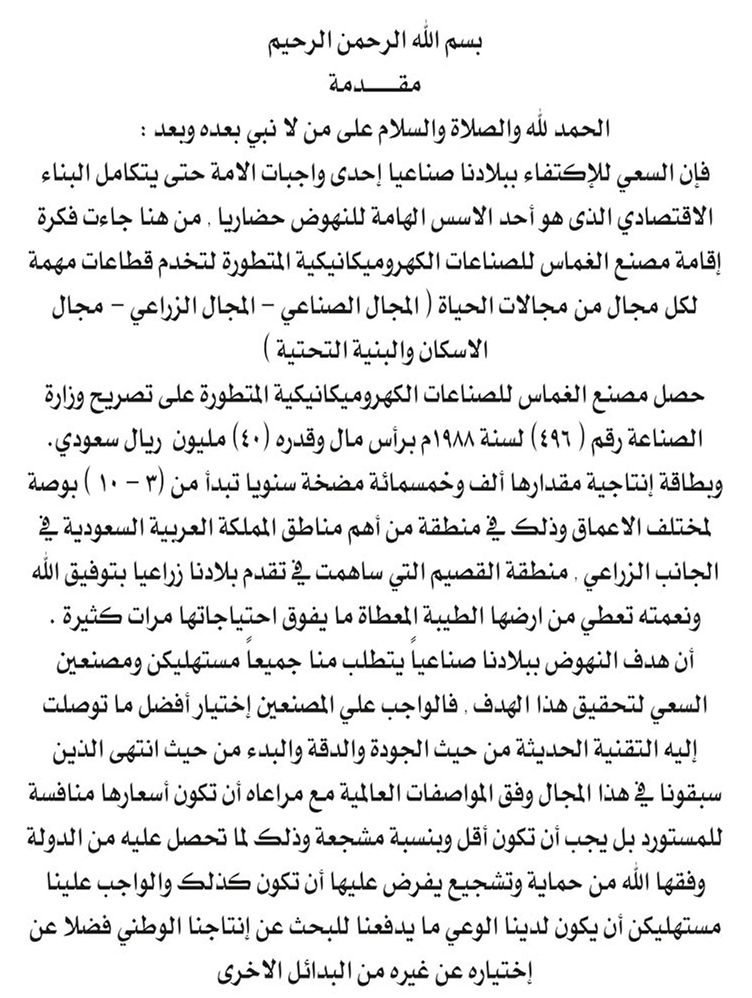 بسم الله الرحمن الرحيم
مقـــدمة
الحمد لله والصلاة والسلام على من لا نبي بعده وبعد :
فإن السعي للإكتفاء ببلادنا صناعيا إحدى واجبات الامة حتى يتكامل البناء
الاقتصادي الذى هو أحد الاسس الهامة للنهوض حضاريا , من هنا جاءت فكرة
إقامة مصنع الغماس للصناعات الكهروميكانيكية المتطورة لتخدم قطاعات مهمة
لكل مجال من مجالات الحياة ( المجال الصناعي – المجال الزراعي – مجال
الاسكان والبنية التحتية )
حصل مصنع الغماس للصناعات الكهروميكانيكية المتطورة على تصريح وزارة
الصناعة رقم ( ٤٩٦) لسنة ١٩٨٨م برأس مال وقدره (٤٠) مليون ريال سعودي.
وبطاقة إنتاجية مقدارها ألف وخمسمائة مضخة سنويا تبدأ من (٣ – ١٠ ) بوصة
لمختلف الاعماق وذلك في منطقة من أهم مناطق المملكة العربية السعودية في
الجانب الزراعي , منطقة القصيم التي ساهمت في تقدم بلادنا زراعيا بتوفيق الله
ونعمته تعطي من ارضها الطيبة المعطاة ما يفوق احتياجاتها مرات كثيرة .
أن هدف النهوض ببلادنا صناعياً يتطلب منا جميعاً مستهليكن ومصنعين
السعي لتحقيق هذا الهدف , فالواجب علي المصنعين إختيار أفضل ما توصلت
إليه التقنية الحديثة من حيث الجودة والدقة والبدء من حيث انتهى الذين
سبقونا في هذا المجال وفق المواصفات العالمية مع مراعاه أن تكون أسعارها منافسة
للمستورد بل يجب أن تكون أقل وبنسبة مشجعة وذلك لما تحصل عليه من الدولة
وفقها الله من حماية وتشجيع يفرض عليها أن تكون كذلك والواجب علينا
مستهليكن أن يكون لدينا الوعي ما يدفعنا للبحث عن إنتاجنا الوطني فضلا عن
إختياره عن غيره من البدائل الاخرى